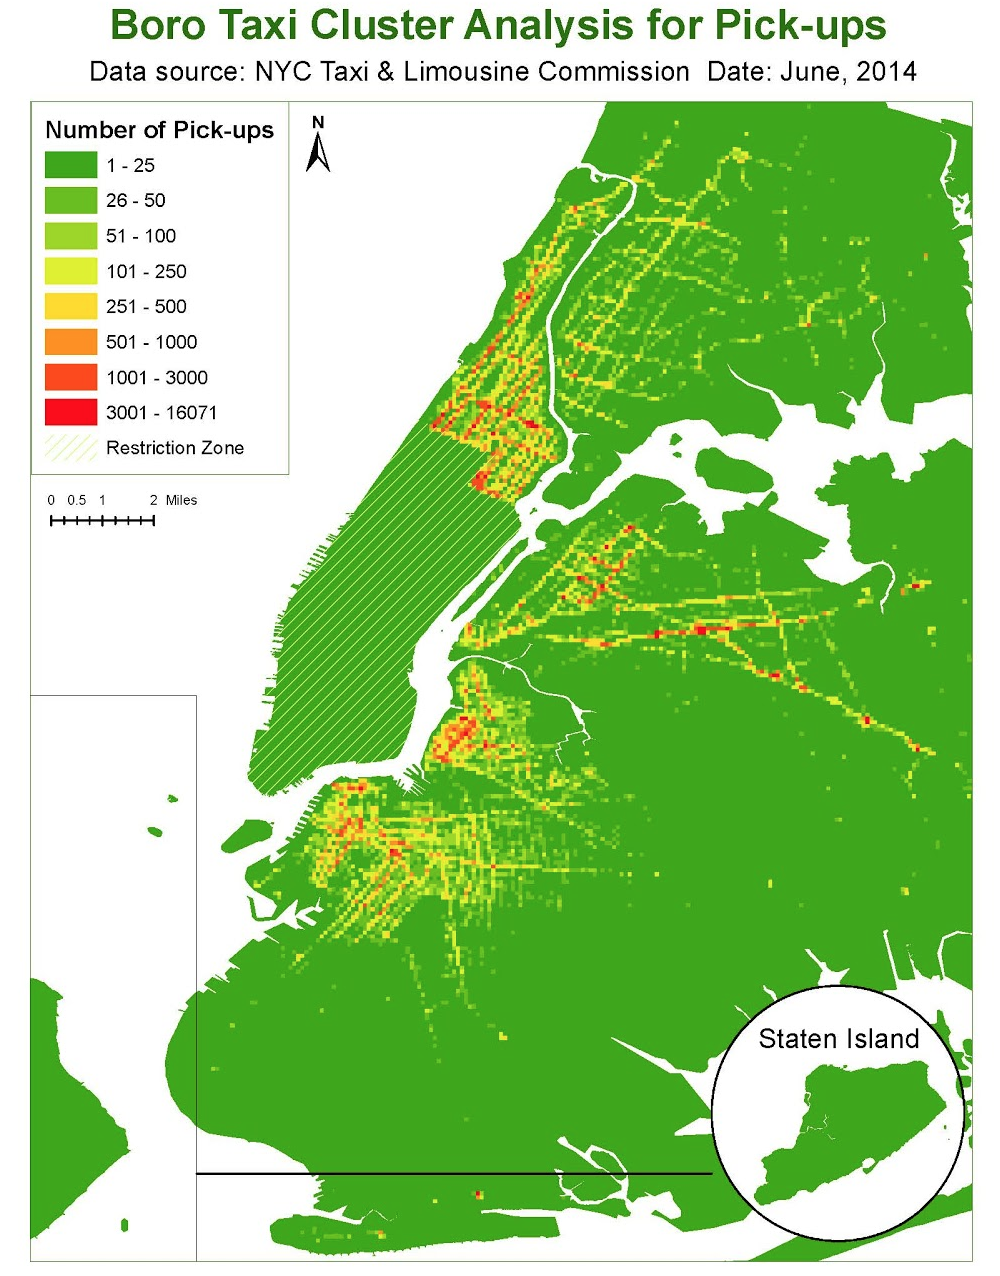 Boro Taxi Cluster Analysis for Pick-ups
Data source: NYC Taxi & Limousine Commission Date: June, 2014
Number of Pick-ups
1 - 25
26 - 50
51 - 100
101 - 250
251 - 500
501 - 1000
1001 - 3000
3001 - 16071
Restriction Zone
N
0 0.5 1 2 Miles
Staten Island